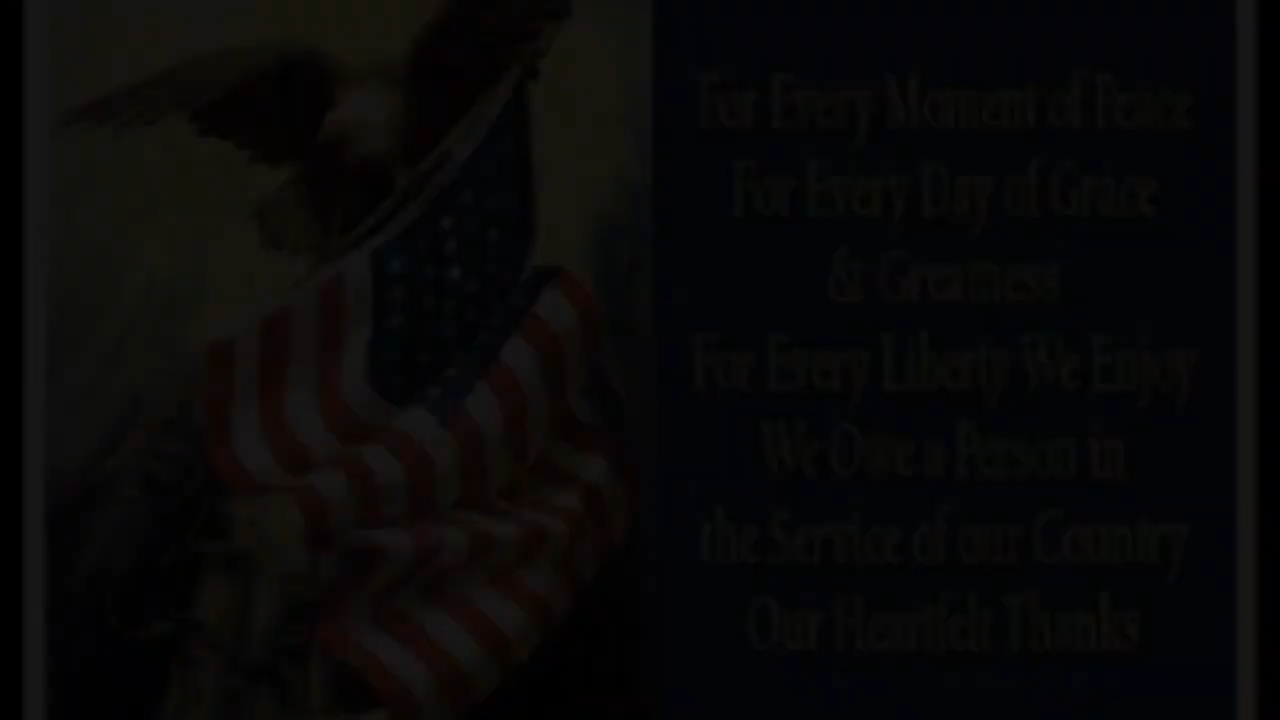 For Every Moment of Peace
For Every Day of Grace
& Greatness
For Every Liberty We Enjoy
We Owe a Person in
the Service of our Country
Our Heartfelt Thanks